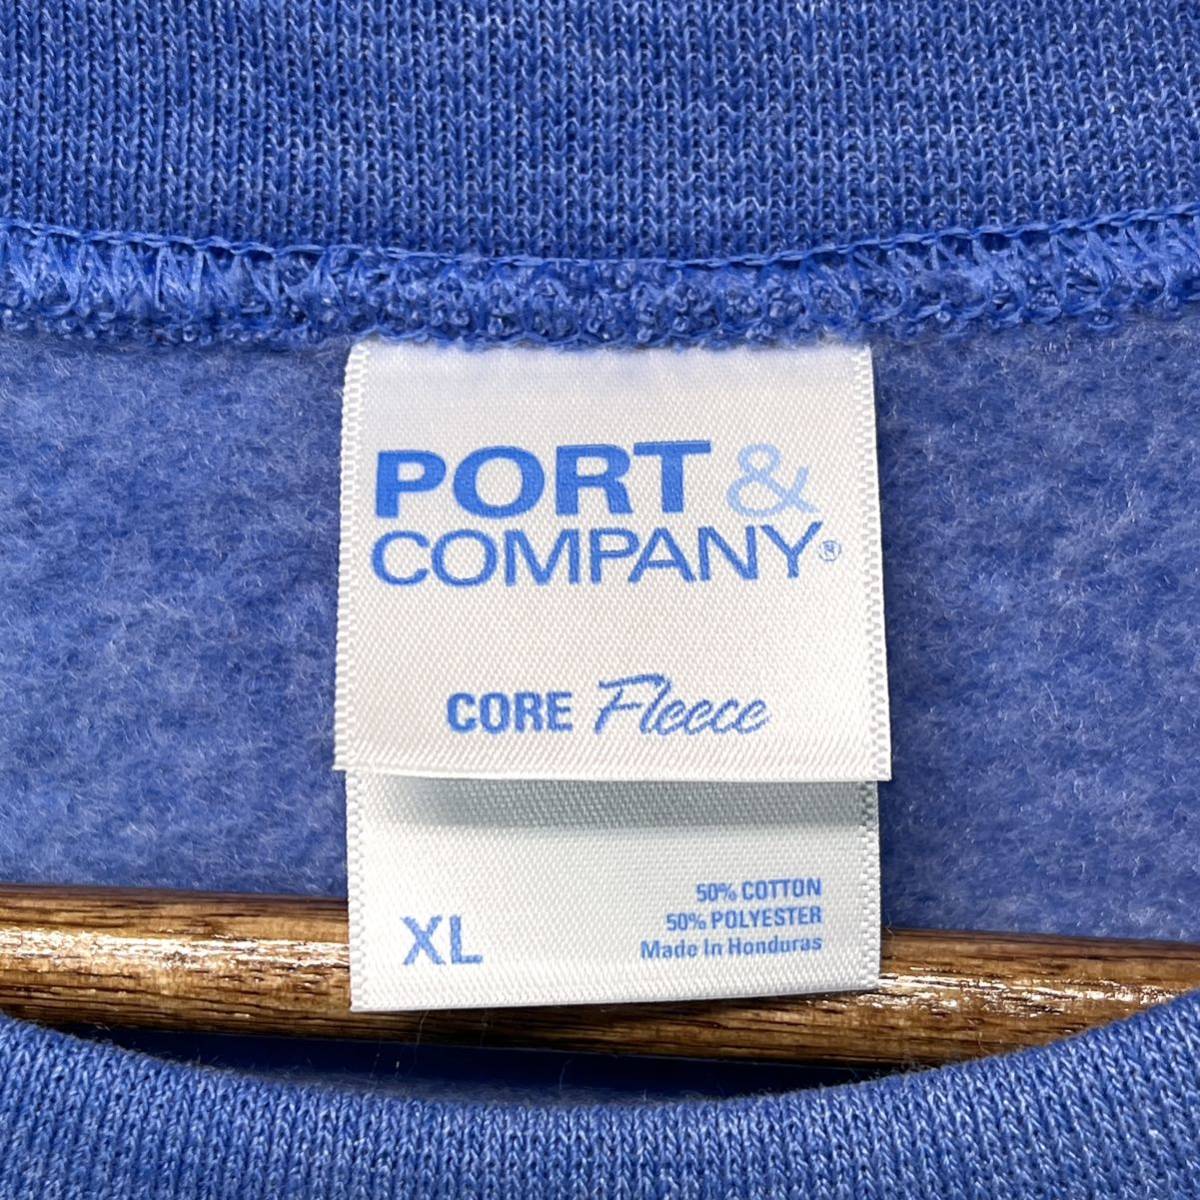 PORT &
COMPANY®
CORE Fleece
XL
50% COTTON
50% POLYESTER
Made In Honduras